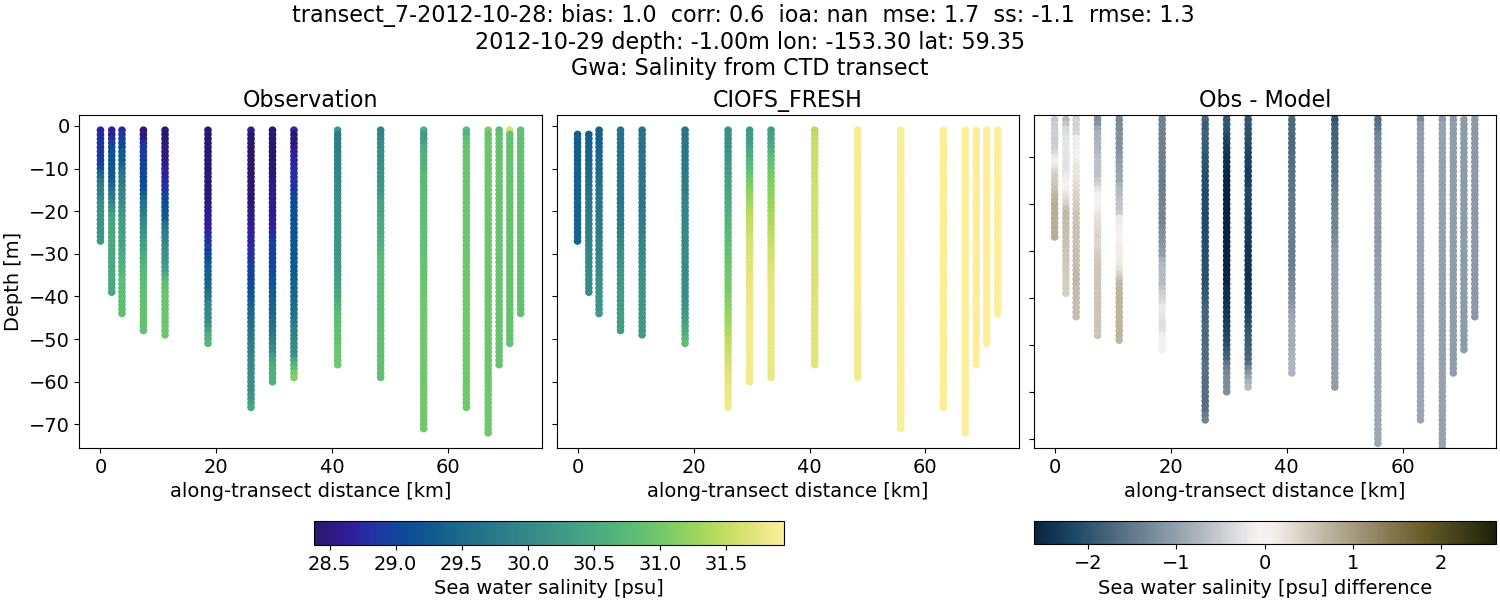 transect_7-2012-10-28: bias: 1.0  corr: 0.6  ioa: nan  mse: 1.7  ss: -1.1  rmse: 1.3
2012-10-29 depth: -1.00m lon: -153.30 lat: 59.35
Gwa: Salinity from CTD transect
Observation
CIOFS_FRESH
Obs - Model
0
−10
−20
−30
−40
−50
−60
−70
Depth [m]
0 20 40 60
0 20 40 60
0 20 40 60
along-transect distance [km]
along-transect distance [km]
along-transect distance [km]
28.5 29.0 29.5 30.0 30.5 31.0 31.5
Sea water salinity [psu]
−2 −1 0 1 2
Sea water salinity [psu] difference